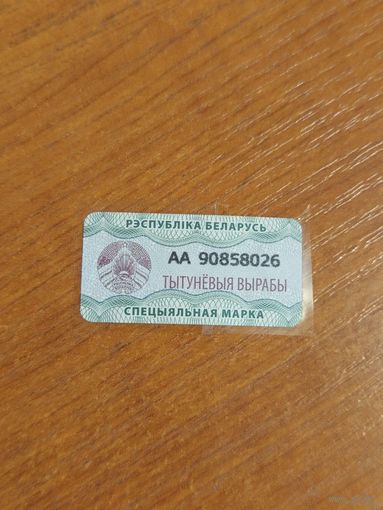 РЭСПУБЛІКА БЕЛАРУСЬ
АА 90858026
ТЫТУНЁВЫЯ ВЫРАБЫ
СПЕЦЫЯЛЬНАЯ МАРКА